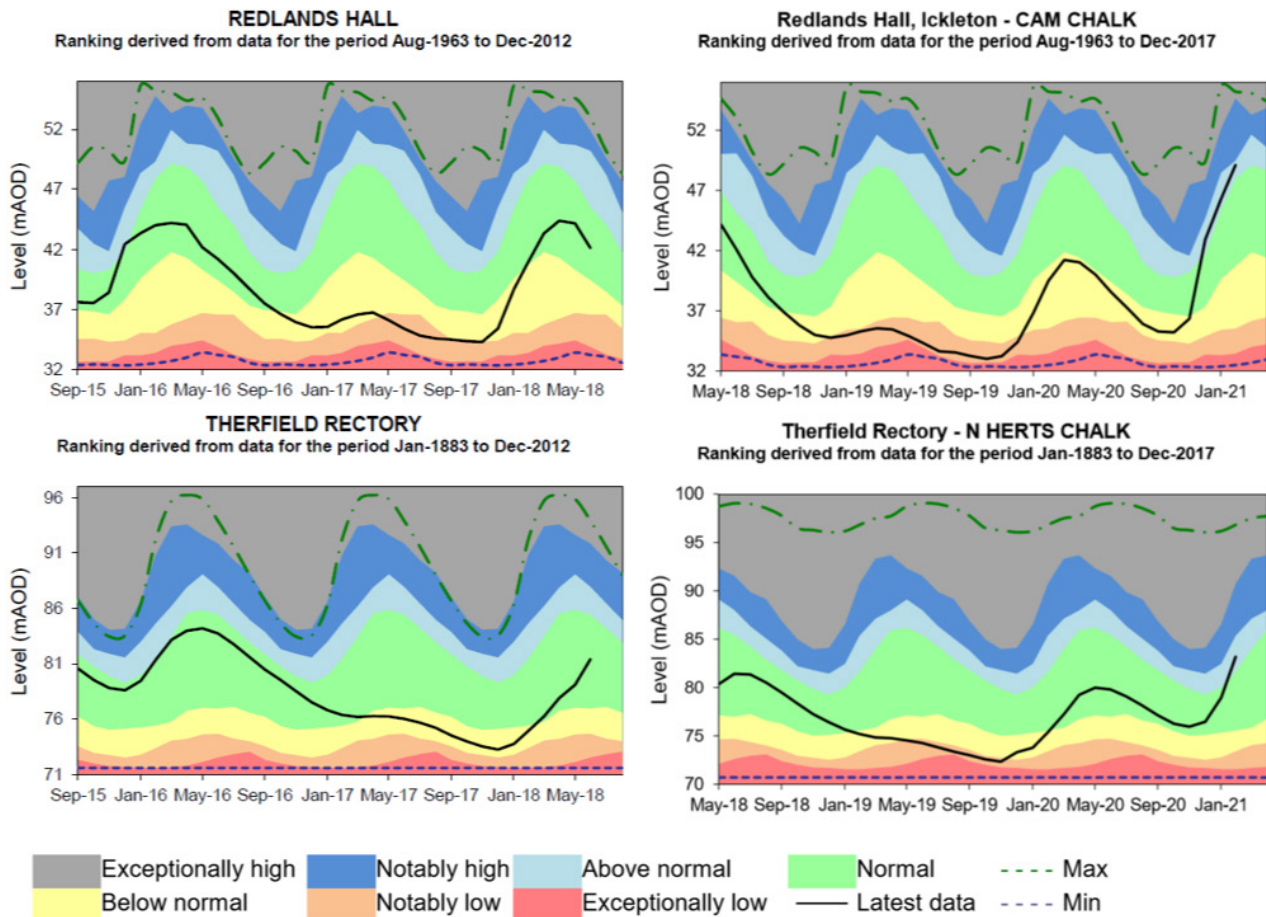 REDLANDS HALL
Ranking derived from data for the period Aug-1963 to Dec-2012
Level (mAOD)
52
47
42
37
32
Sep-15 Jan-16 May-16 Sep-16 Jan-17 May-17 Sep-17 Jan-18 May-18
Redlands Hall, Ickleton - CAM CHALK
Ranking derived from data for the period Aug-1963 to Dec-2017
Level (mAOD)
52
47
42
37
32
May-18 Sep-18 Jan-19 May-19 Sep-19 Jan-20 May-20 Sep-20 Jan-21
THERFIELD RECTORY
Ranking derived from data for the period Jan-1883 to Dec-2012
Level (mAOD)
96
91
86
81
76
71
Sep-15 Jan-16 May-16 Sep-16 Jan-17 May-17 Sep-17 Jan-18 May-18
Therfield Rectory - N HERTS CHALK
Ranking derived from data for the period Jan-1883 to Dec-2017
Level (mAOD)
100
95
90
85
80
75
70
May-18 Sep-18 Jan-19 May-19 Sep-19 Jan-20 May-20 Sep-20 Jan-21
Exceptionally high Notably high Above normal Normal Max
Below normal Notably low Exceptionally low Latest data Min